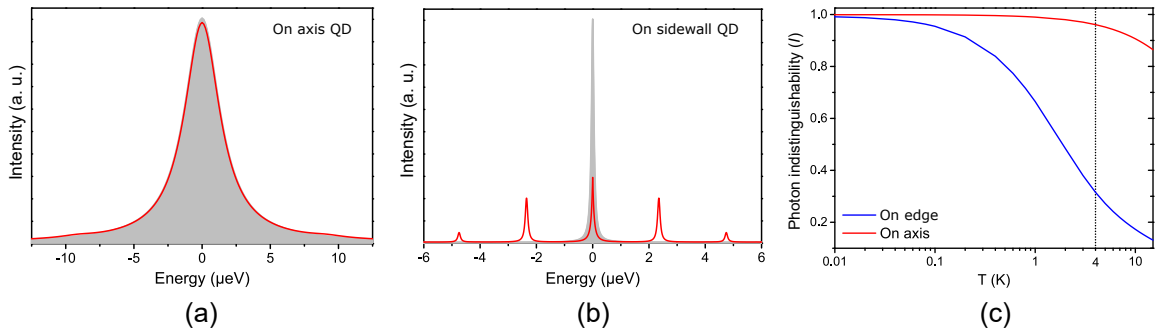 On axis QD
Intensity (a. u.)
-10 -5 0 5 10
Energy (µeV)
(a)
On sidewall QD
Intensity (a. u.)
-6 -4 -2 0 2 4 6
Energy (µeV)
(b)
Photon indistinguishability (I)
1.0
0.8
0.6
0.4
0.2
On edge
On axis
0.01 0.1 1 4 10
T (K)
(c)